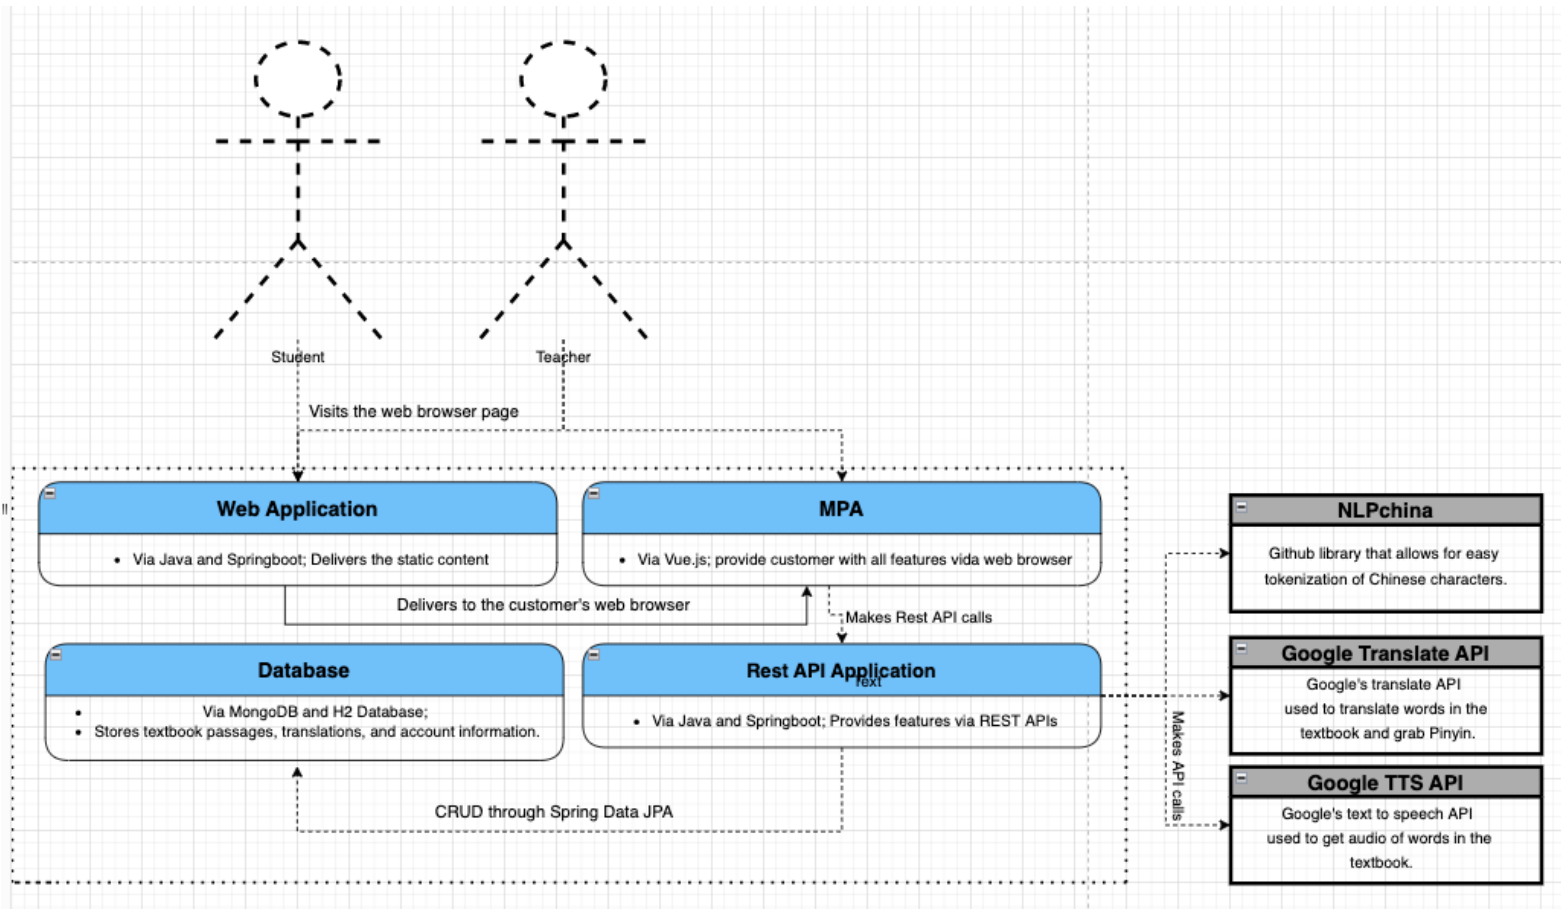 Student
Teacher
Visits the web browser page
Web Application
• Via Java and Springboot; Delivers the static content
MPA
• Via Vue.js; provide customer with all features vida web browser
Delivers to the customer's web browser
Makes Rest API calls
Database
• Via MongoDB and H2 Database;
• Stores textbook passages, translations, and account information.
Rest API Application
Text
• Via Java and Springboot; Provides features via REST APIs
CRUD through Spring Data JPA
Makes API calls
NLPchina
Github library that allows for easy
tokenization of Chinese characters.
Google Translate API
Google's translate API
used to translate words in the
textbook and grab Pinyin.
Google TTS API
Google's text to speech API
used to get audio of words in the
textbook.